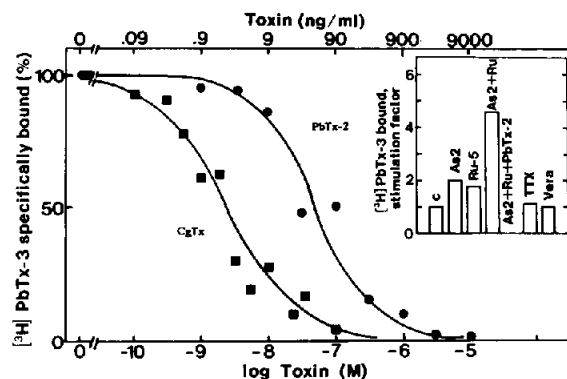 Toxin (ng/ml)
0 .09 .9 9 90 900 9000
[³H] PbTx-3 specifically bound (%)
100
50
0
PbTx-2
CgTx
0 -10 -9 -8 -7 -6 -5 -4
log Toxin (M)
[³H] PbTx-3 bound,
stimulation factor
6
4
2
0
c
As2
Ru-5
As2+Ru
As2+Ru+PbTx-2
TTX
Vera